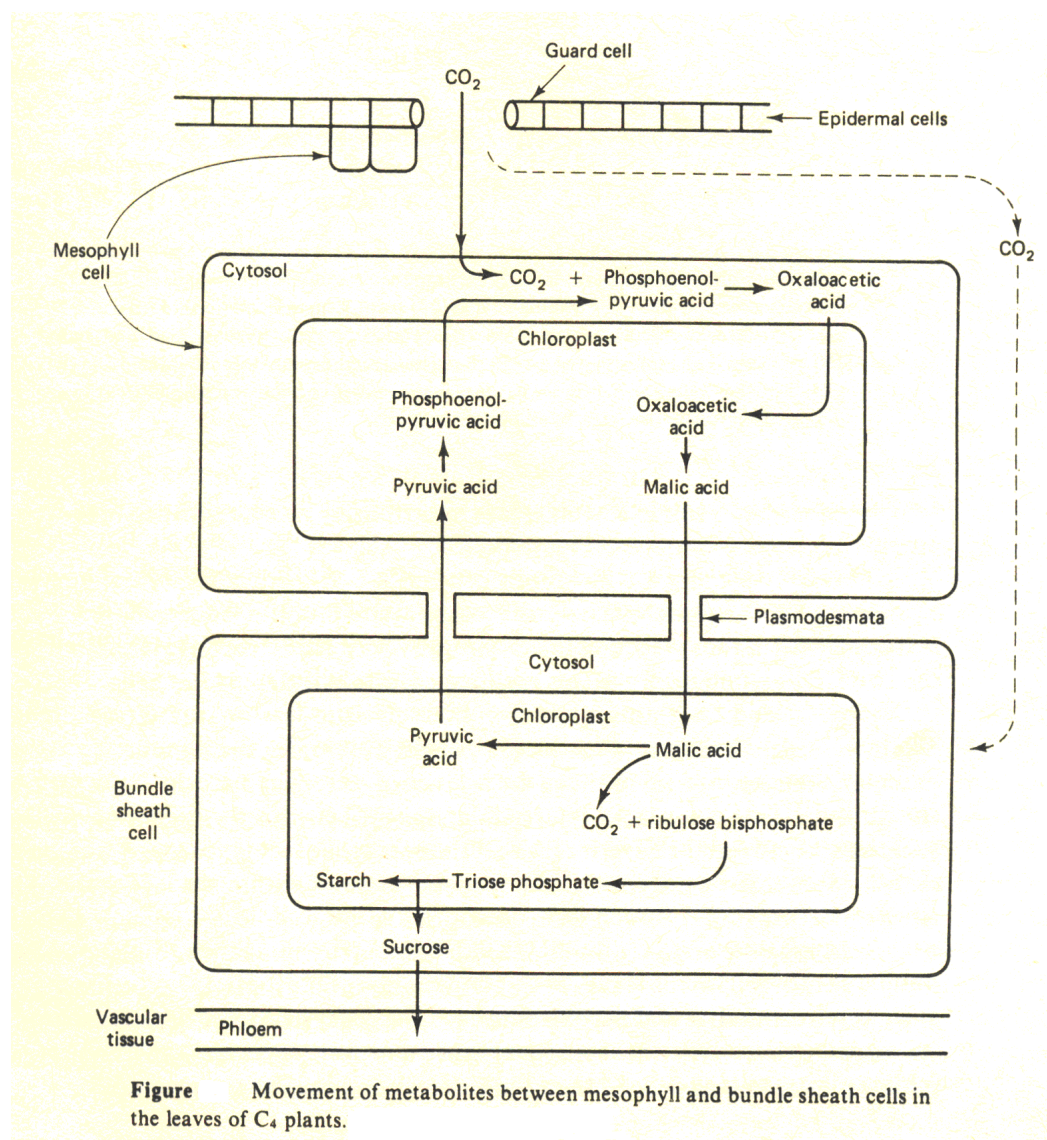 Guard cell
CO2
Epidermal cells
Mesophyll
cell
CO2
Cytosol
CO2 + Phosphoenol-
pyruvic acid
Oxaloacetic
acid
Chloroplast
Phosphoenol-
pyruvic acid
Oxaloacetic
acid
Pyruvic acid
Malic acid
Plasmodesmata
Cytosol
Chloroplast
Pyruvic
acid
Malic acid
Bundle
sheath
cell
CO2 + ribulose bisphosphate
Starch
Triose phosphate
Sucrose
Vascular
tissue
Phloem
Figure Movement of metabolites between mesophyll and bundle sheath cells in
the leaves of C4 plants.